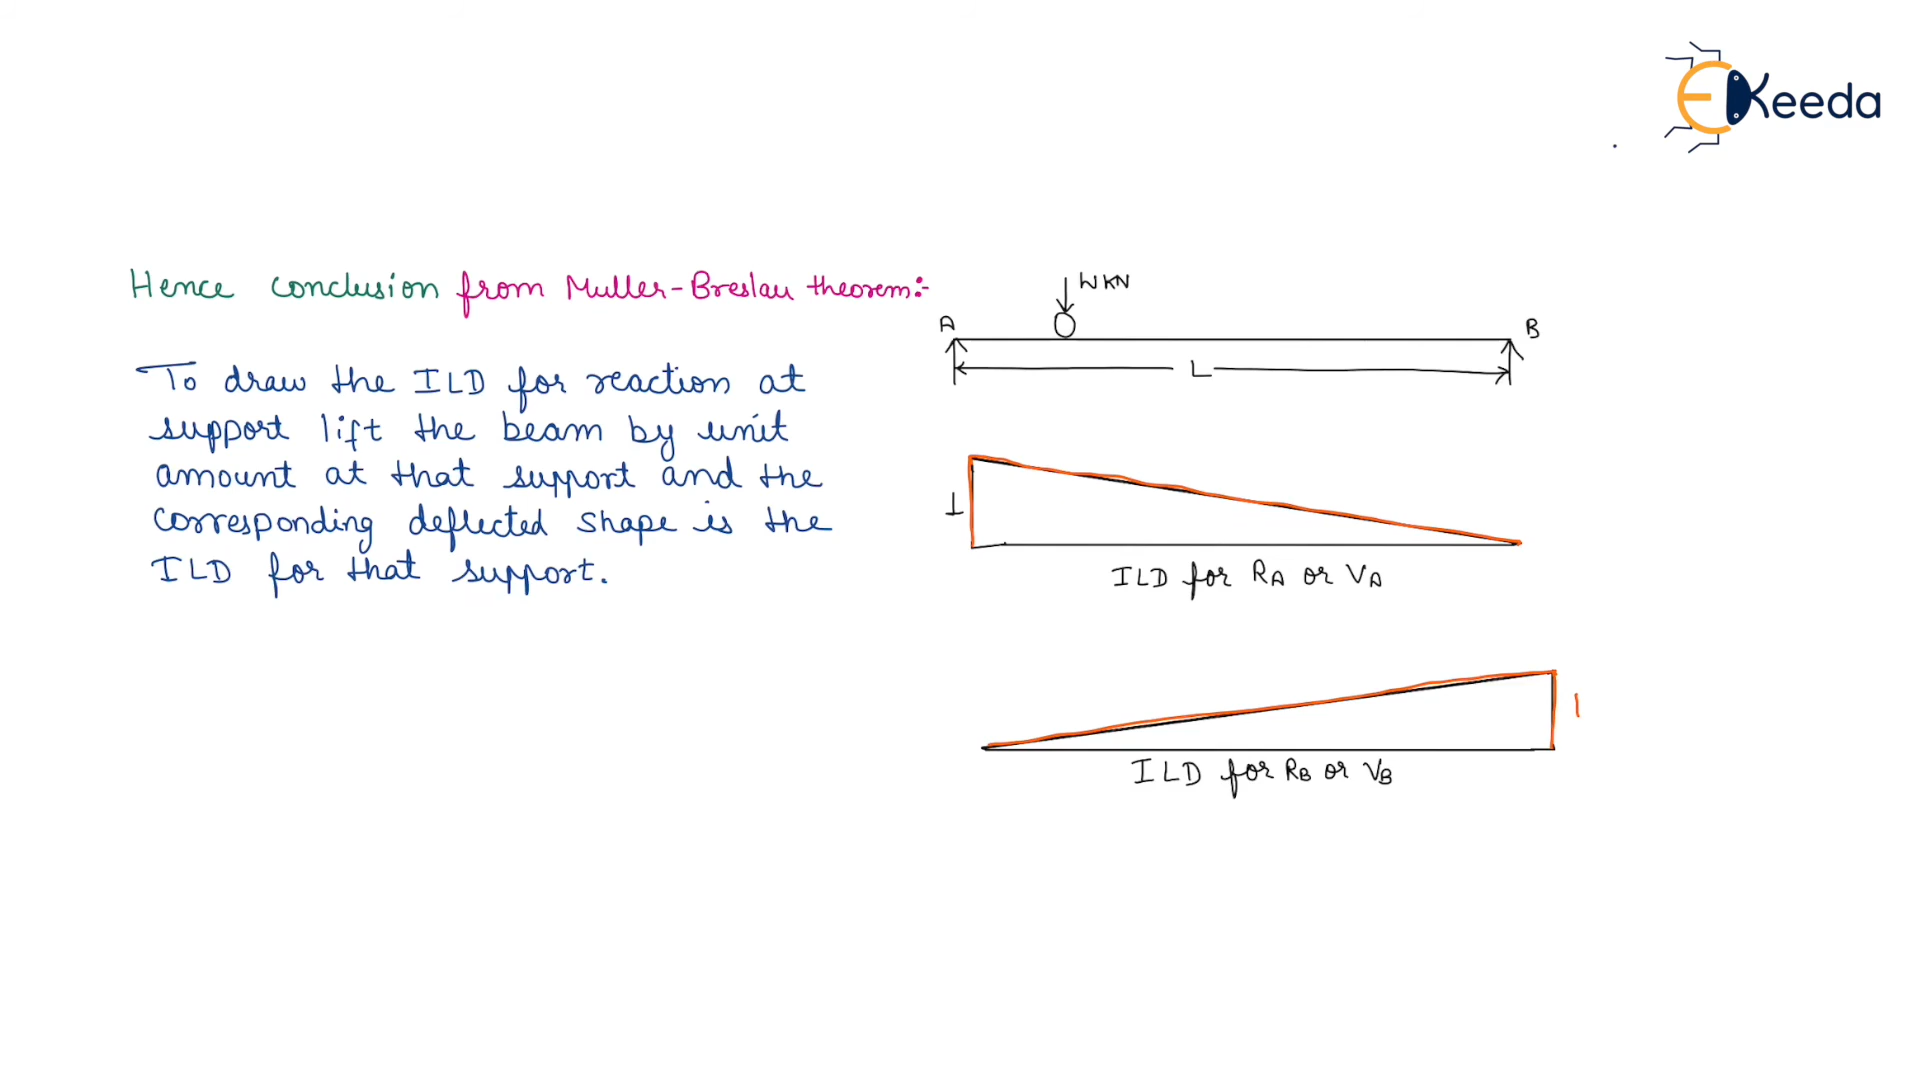 EKeeda
Hence conclusion from Muller-Breslau theorem:-
To draw the ILD for reaction at
support lift the beam by unit
amount at that support and the
corresponding deflected shape is the
ILD for that support.
W KN
A
B
L
1
ILD for RA or VA
1
ILD for RB or VB